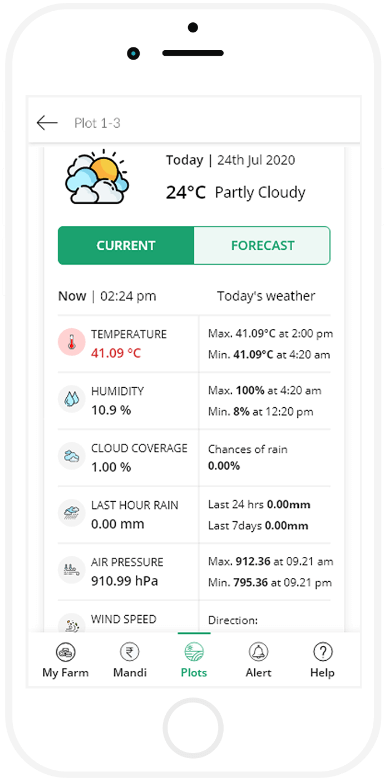 Plot 1-3
Today | 24th Jul 2020
24°C Partly Cloudy
CURRENT
FORECAST
Now | 02:24 pm
Today's weather
TEMPERATURE
41.09 °C
Max. 41.09°C at 2:00 pm
Min. 41.09°C at 4:20 am
HUMIDITY
10.9 %
Max. 100% at 4:20 am
Min. 8% at 12:20 pm
CLOUD COVERAGE
1.00 %
Chances of rain
0.00%
LAST HOUR RAIN
0.00 mm
Last 24 hrs 0.00mm
Last 7days 0.00mm
AIR PRESSURE
910.99 hPa
Max. 912.36 at 09.21 am
Min. 795.36 at 09.21 pm
WIND SPEED
Direction:
My Farm
Mandi
Plots
Alert
Help